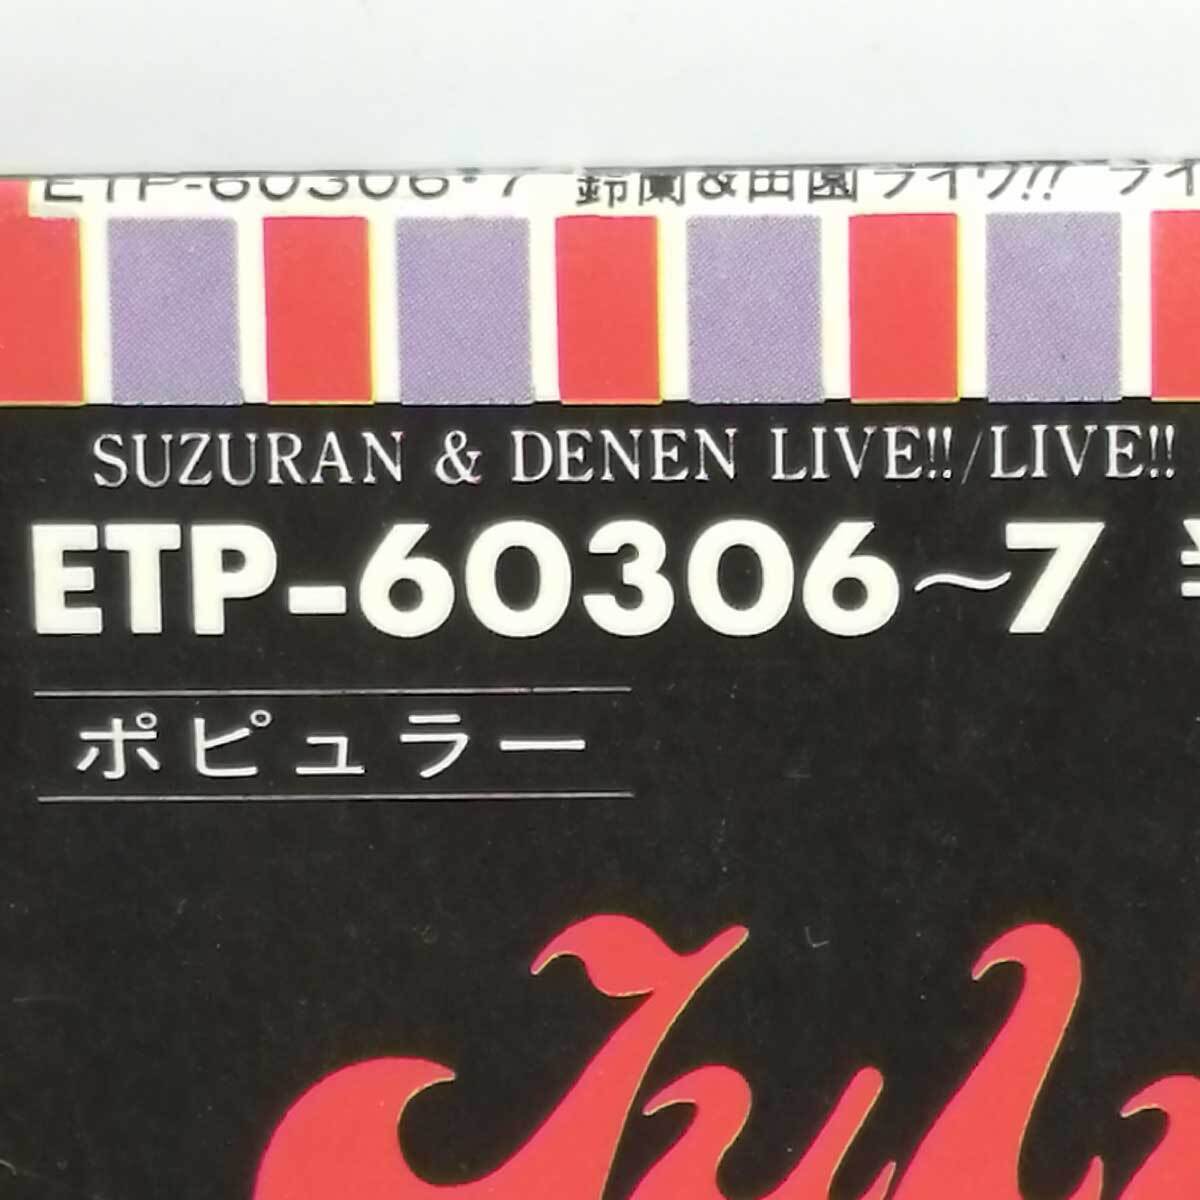 ETP-60306・7 鈴蘭&田園ライヴ!! ライ
SUZURAN & DENEN LIVE!!/LIVE!!
ETP-60306〜7
ポピュラー